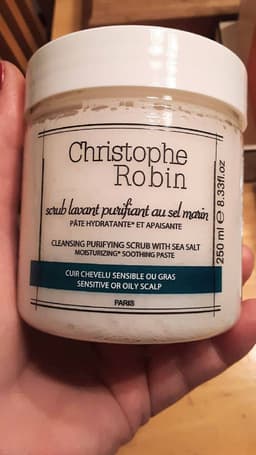 Christophe
Robin
scrub lavant purifiant au sel marin
PÂTE HYDRATANTE* ET APAISANTE
CLEANSING PURIFYING SCRUB WITH SEA SALT
MOISTURIZING* SOOTHING PASTE
CUIR CHEVELU SENSIBLE OU GRAS
SENSITIVE OR OILY SCALP
PARIS
250 ml ℮ 8.33fl.oz